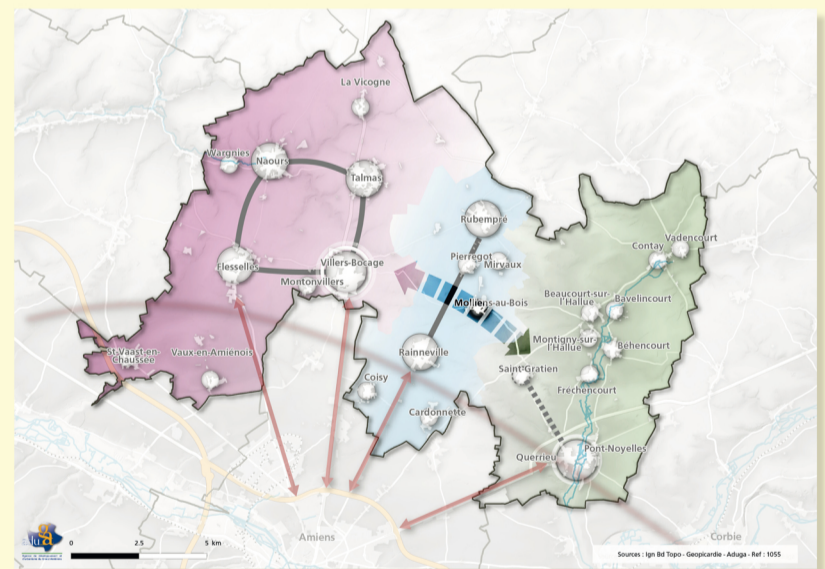 La Vicogne
Wargnies
Naours
Talmas
Rubempré
Contay
Vadencourt
Flesselles
Villers-Bocage
Pierregot
Mirvaux
Montonvillers
Beaucourt-sur-
l'Hallue
Bavelincourt
Molliens-au-Bois
Montigny-sur-
l'Hallue
Behencourt
St-Vaast-en-
Chaussée
Vaux-en-Amienois
Rainneville
Saint Gratien
Coisy
Fréchencourt
Cardonnette
Querrieu
Pont-Noyelles
Amiens
Corbie
0
2.5
5 km
Sources : Ign Bd Topo - Geopicardie - Aduga - Ref : 1055